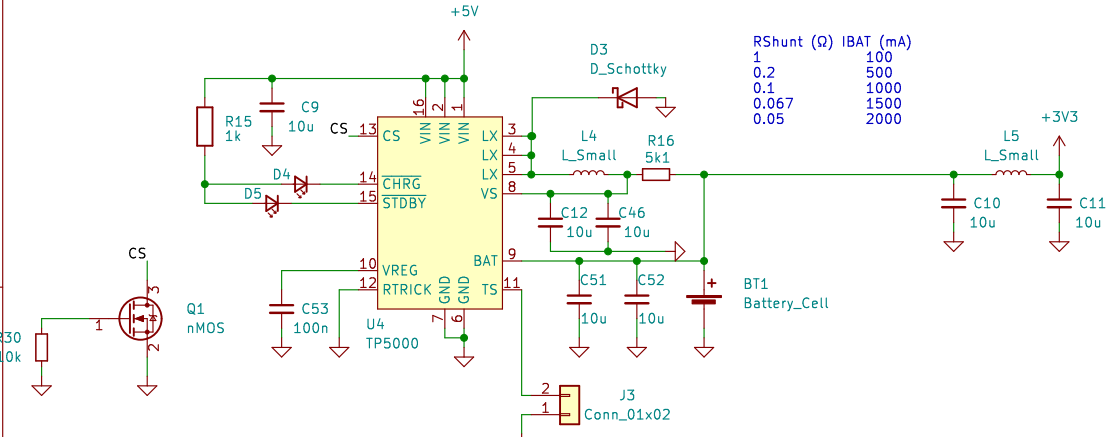 +5V
RShunt (Ω) IBAT (mA)
1 100
0.2 500
0.1 1000
0.067 1500
0.05 2000
D3
D_Schottky
R15
1k
C9
10u
16
2
1
VIN
VIN
VIN
CS
13
CS
LX
3
LX
4
LX
5
VS
8
L4
L_Small
R16
5k1
+3V3
L5
L_Small
D4
14
CHRG
D5
15
STDBY
C12
10u
C46
10u
C10
10u
C11
10u
CS
3
1
2
Q1
nMOS
R30
10k
10
VREG
12
RTRICK
BAT
9
TS
11
GND
GND
7
6
C53
100n
U4
TP5000
C51
10u
C52
10u
BT1
Battery_Cell
+
2
1
J3
Conn_01x02